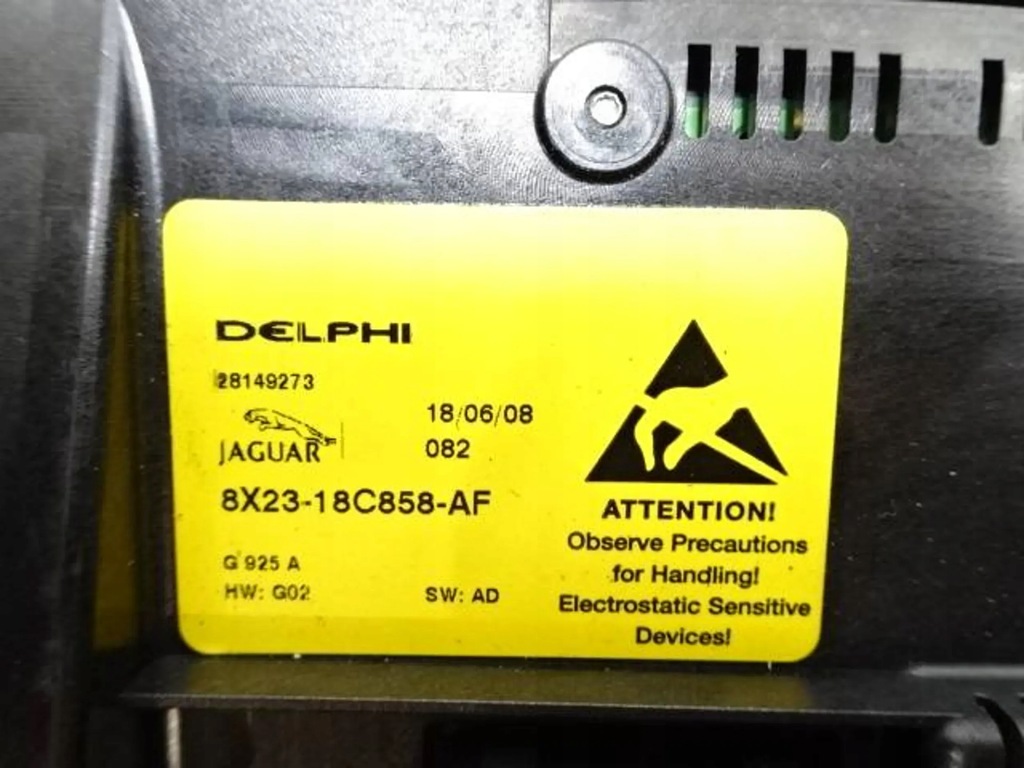 DELPHI
28149273
18/06/08
JAGUAR
082
8X23-18C858-AF
G 925 A
HW: G02
SW: AD
ATTENTION!
Observe Precautions
for Handling!
Electrostatic Sensitive
Devices!